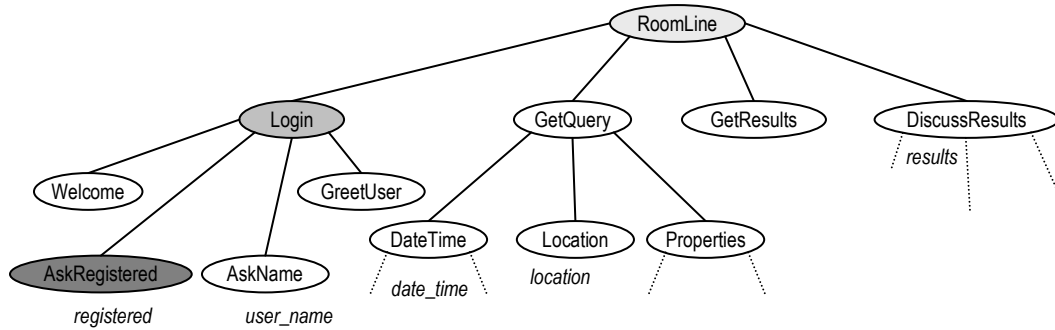 RoomLine
Login
GetQuery
GetResults
DiscussResults
results
Welcome
GreetUser
DateTime
Location
Properties
AskRegistered
AskName
date_time
location
registered
user_name